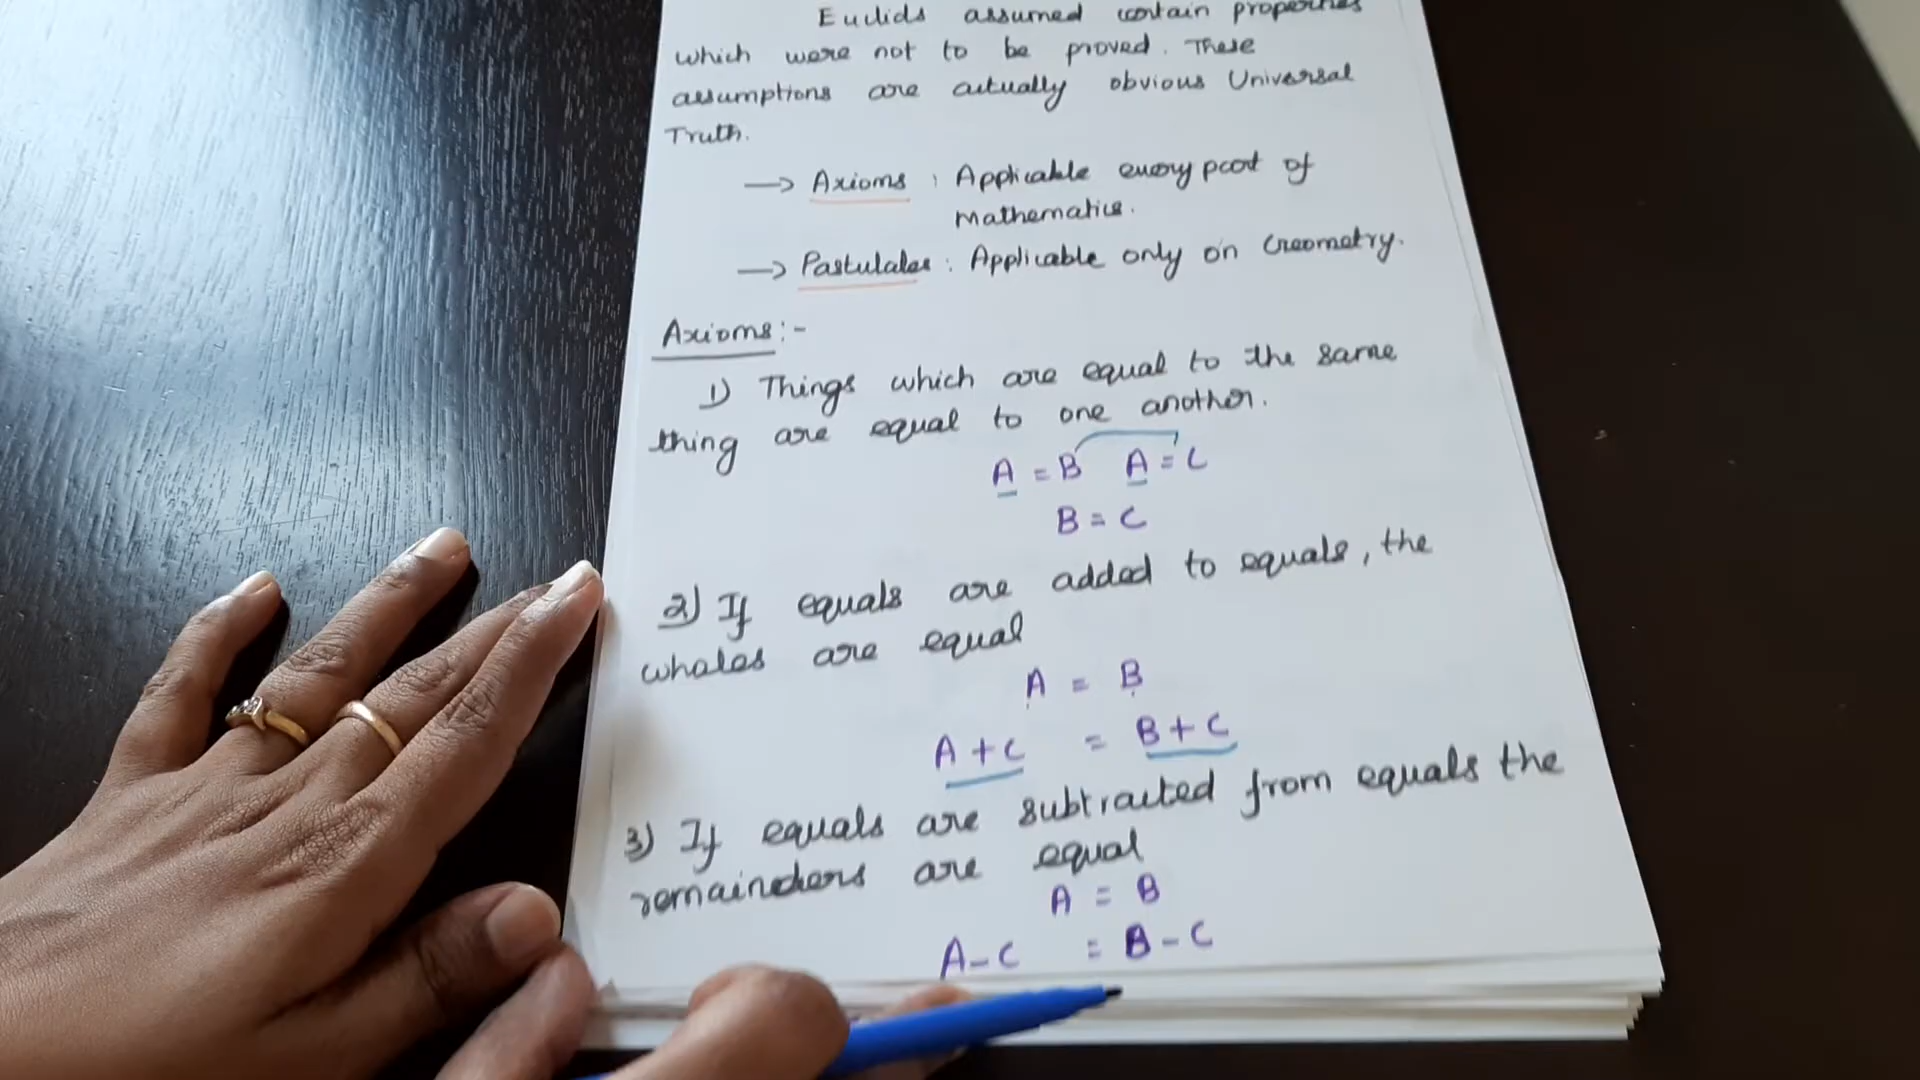 Euclids assumed contain properties
which were not to be proved. These
assumptions are actually obvious Universal
Truth.
→ Axioms : Applicable every part of
Mathematics.
→ Postulates : Applicable only on Geometry.
Axioms :-
1) Things which are equal to the same
thing are equal to one another.
A = B A = C
B = C
2) If equals are added to equals, the
wholes are equal
A = B
A + C = B + C
3) If equals are subtracted from equals the
remainders are equal
A = B
A - C = B - C